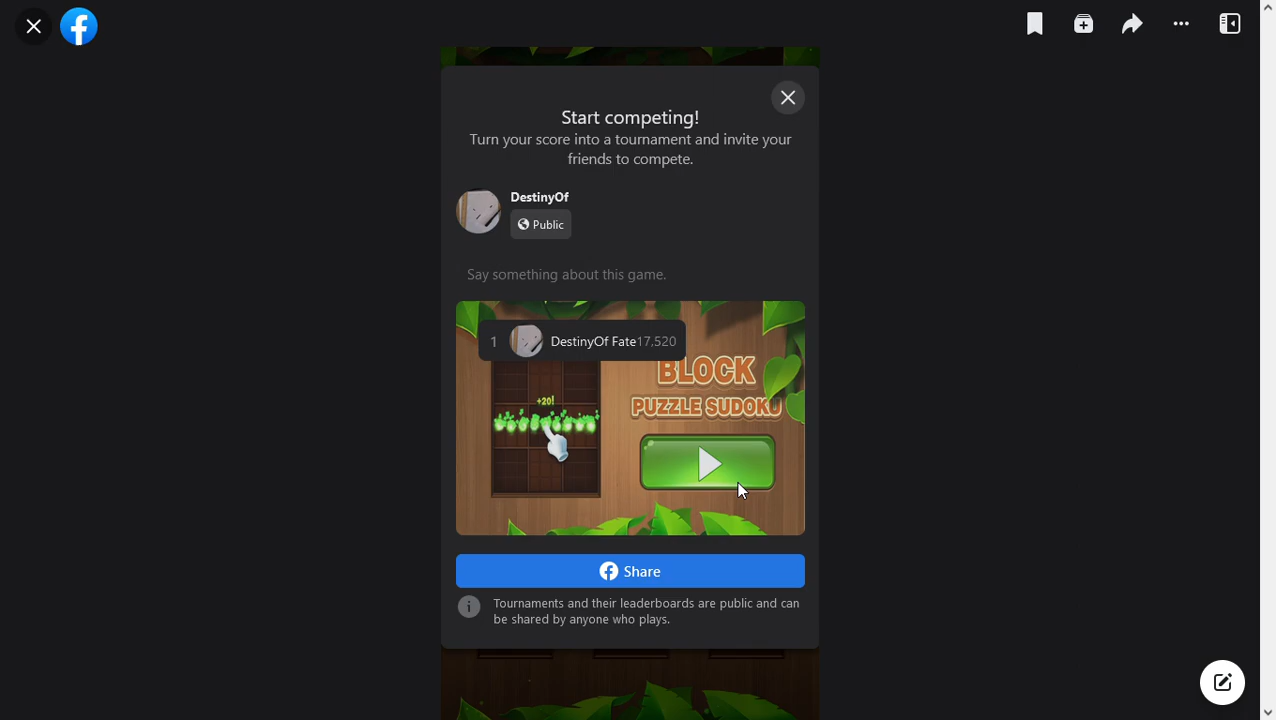 Start competing!
Turn your score into a tournament and invite your
friends to compete.
DestinyOf
Public
Say something about this game.
1 DestinyOf Fate17,520
BLOCK
PUZZLE SUDOKU
+20!
Share
Tournaments and their leaderboards are public and can
be shared by anyone who plays.